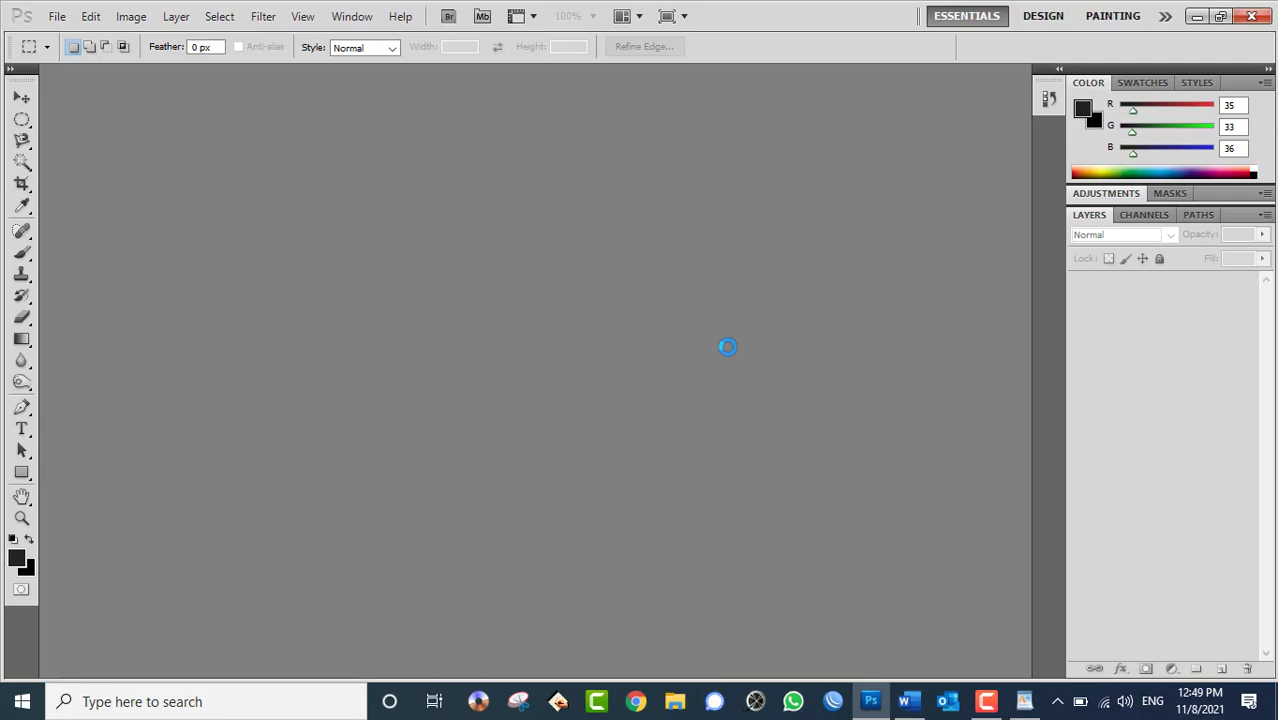 Ps File Edit Image Layer Select Filter View Window Help Br Mb 100% ESSENTIALS DESIGN PAINTING
Feather: 0 px Anti-alias Style: Normal Width: Height: Refine Edge...
COLOR SWATCHES STYLES
R 35
G 33
B 36
ADJUSTMENTS MASKS
LAYERS CHANNELS PATHS
Normal Opacity:
Lock: Fill:
T
fx
Type here to search Ps ENG 12:49 PM
11/8/2021